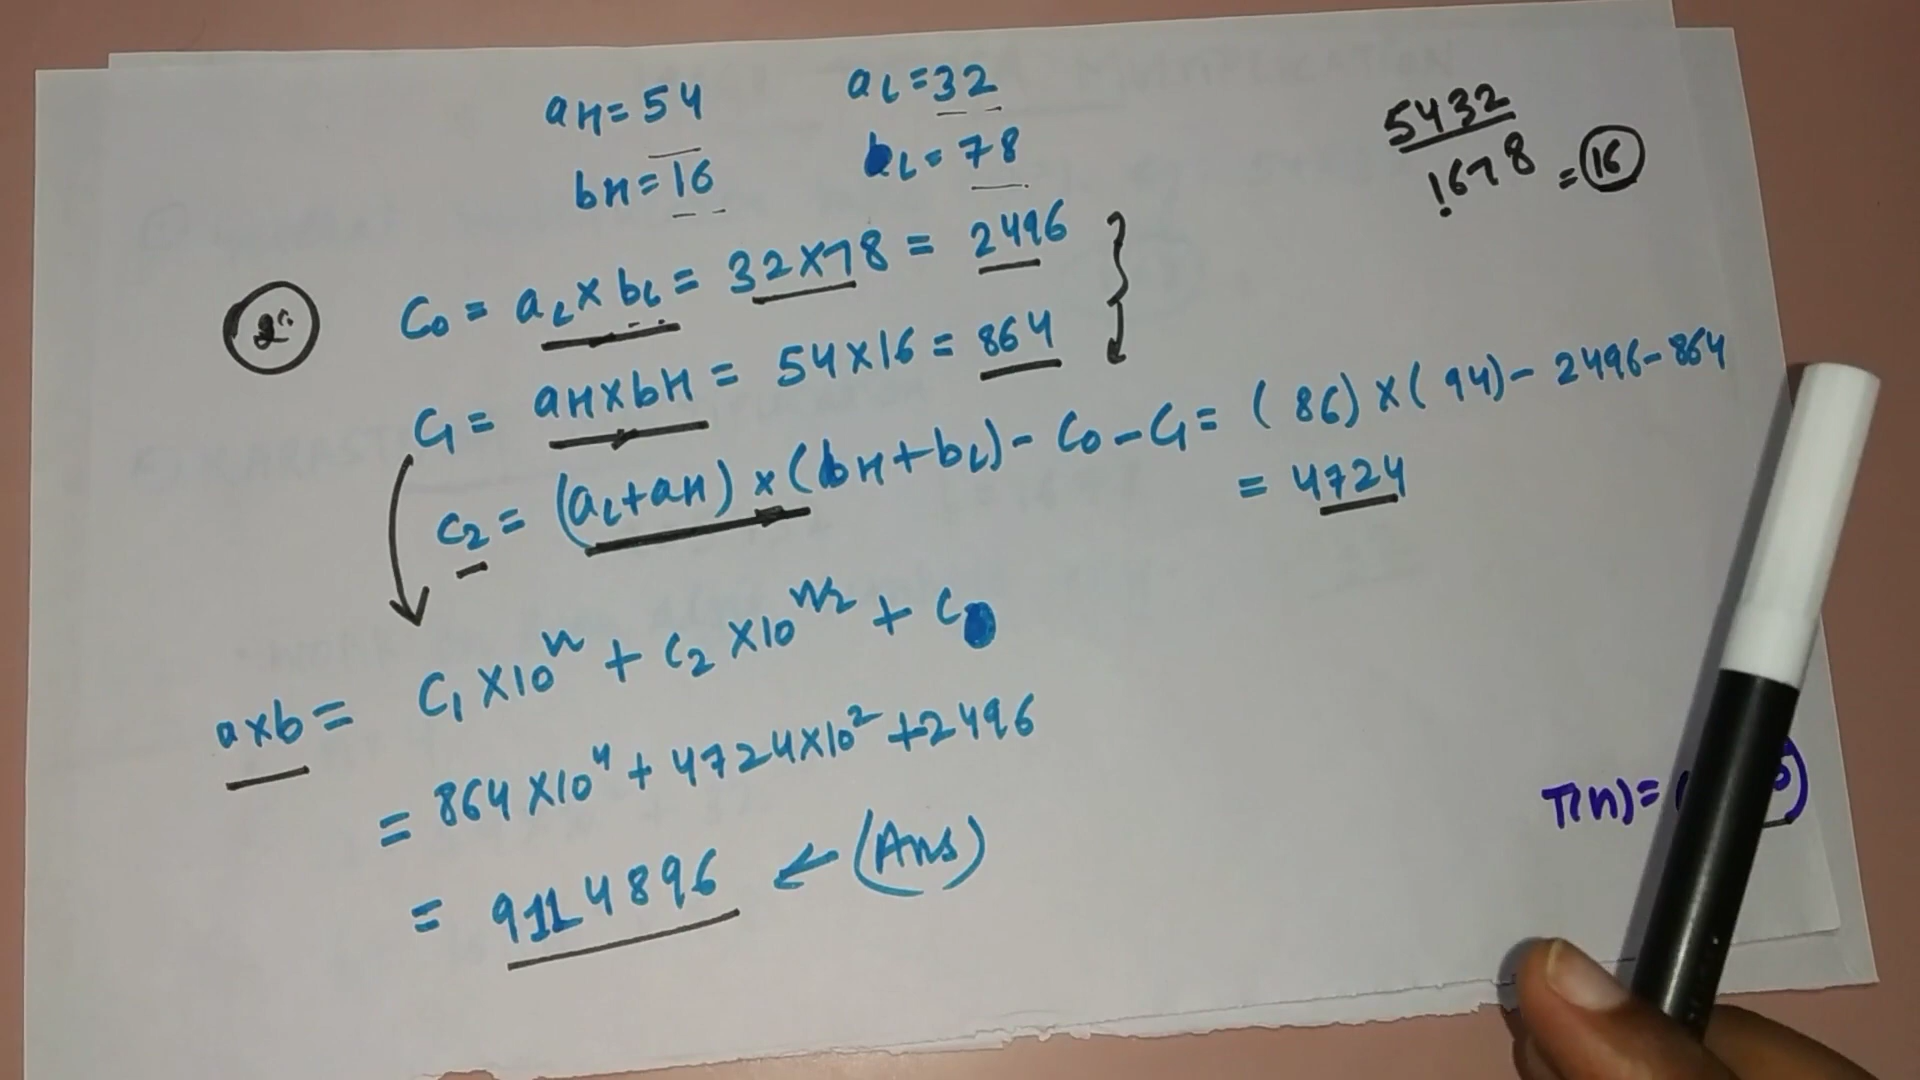 aH=54 aL=32
bH=16 bL=78
5432
1678 = 16
2
C0 = aL×bL = 32×78 = 2496
C1 = aH×bH = 54×16 = 864
C2 = (aL+aH) × (bH+bL) - C0 - C1 = (86)×(94) - 2496 - 864
= 4724
a×b = C1×10^n + C2×10^n/2 + C0
= 864×10^4 + 4724×10^2 + 2496
= 9114896 ← (Ans)
T(n)=